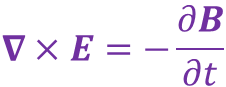 ∇ × E = − ∂B/∂t